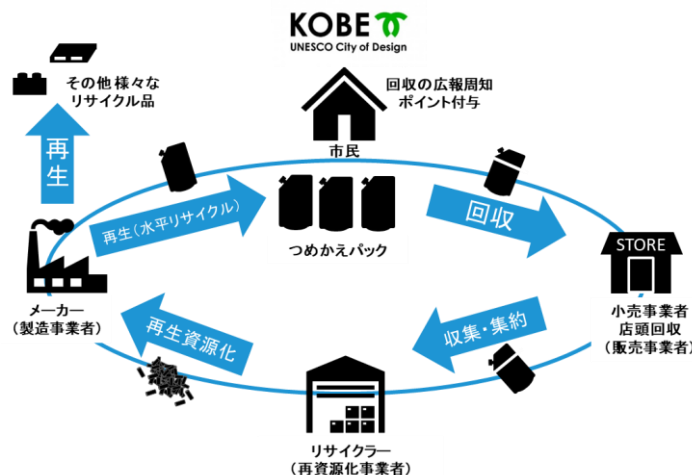 KOBE
UNESCO City of Design
その他様々な
リサイクル品
回収の広報周知
ポイント付与
再生
市民
再生(水平リサイクル)
回収
つめかえパック
STORE
メーカー
(製造事業者)
小売事業者
店頭回収
(販売事業者)
再生資源化
収集・集約
リサイクラー
(再資源化事業者)